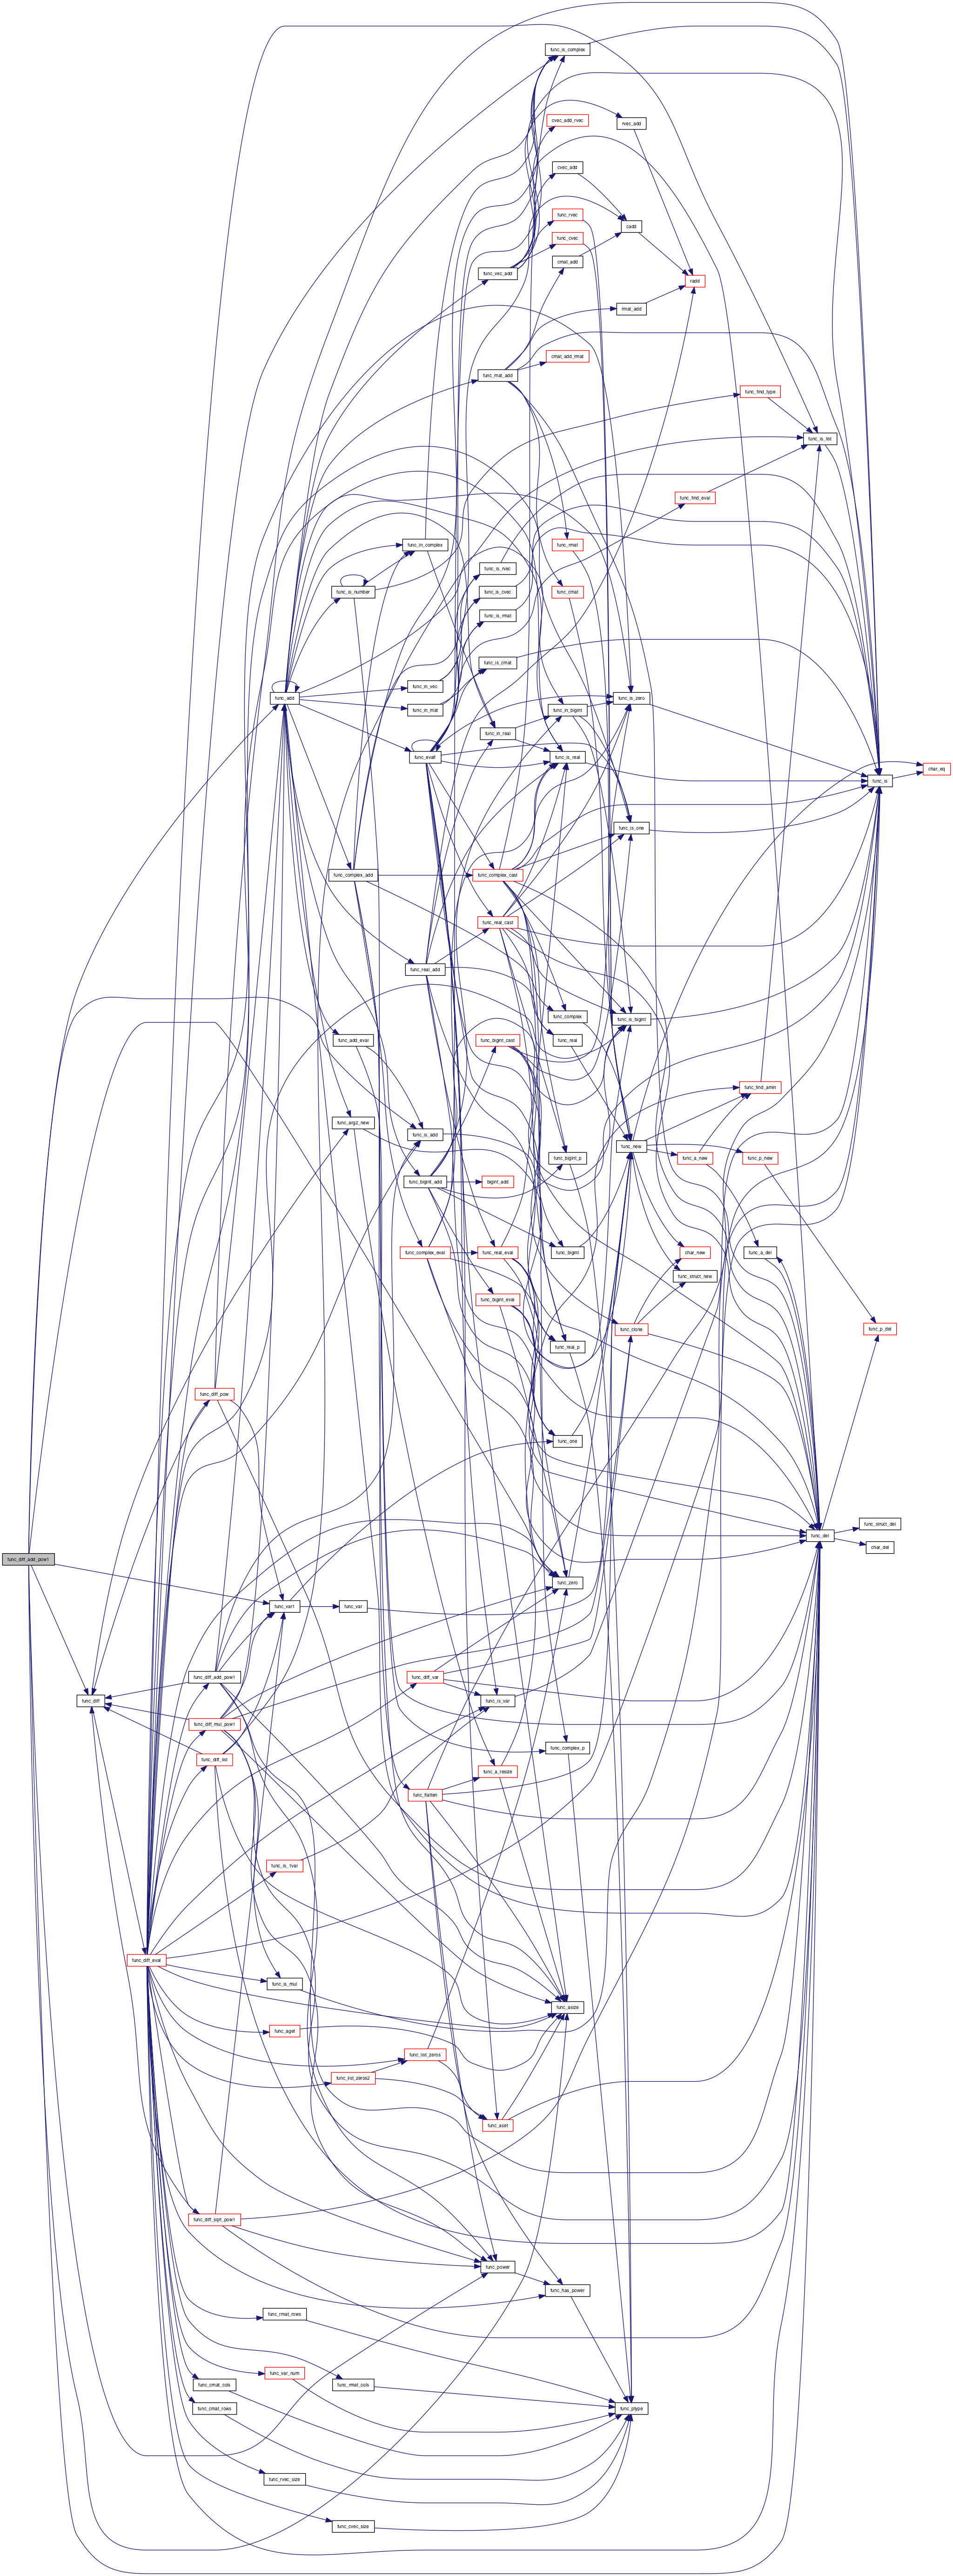 func_is_complex
cvec_add_rvec
rvec_add
cvec_add
func_rvec
cadd
func_cvec
cmat_add
func_vec_add
radd
rmat_add
cmat_add_rmat
func_mat_add
func_find_type
func_is_list
func_find_eval
func_in_complex
func_rmat
func_is_rvec
func_is_number
func_is_cvec
func_cmat
func_is_rmat
func_is_cmat
func_in_vec
func_add
func_is_zero
func_in_mat
func_in_bigint
func_in_real
func_eval
func_is_real
char_eq
func_is
func_is_one
func_complex_add
func_complex_cast
func_real_cast
func_real_add
func_complex
func_is_bigint
func_add_eval
func_bigint_cast
func_real
func_find_amin
func_arg2_new
func_is_add
func_new
func_bigint_p
func_a_new
func_p_new
func_bigint_add
bigint_add
func_complex_eval
func_real_eval
func_bigint
char_new
func_a_del
func_struct_new
func_bigint_eval
func_clone
func_p_del
func_real_p
func_diff_pow
func_one
func_struct_del
func_del
char_del
func_diff_add_powi
func_zero
func_var1
func_var
func_diff_add_powi
func_diff_var
func_diff
func_is_var
func_diff_mul_powi
func_complex_p
func_diff_list
func_a_resize
func_flatten
func_is_1var
func_diff_eval
func_is_mul
func_asize
func_aget
func_list_zeros
func_list_zeros2
func_aset
func_diff_sqrt_powi
func_power
func_has_power
func_rmat_rows
func_var_num
func_cmat_cols
func_rmat_cols
func_cmat_rows
func_ptype
func_rvec_size
func_cvec_size